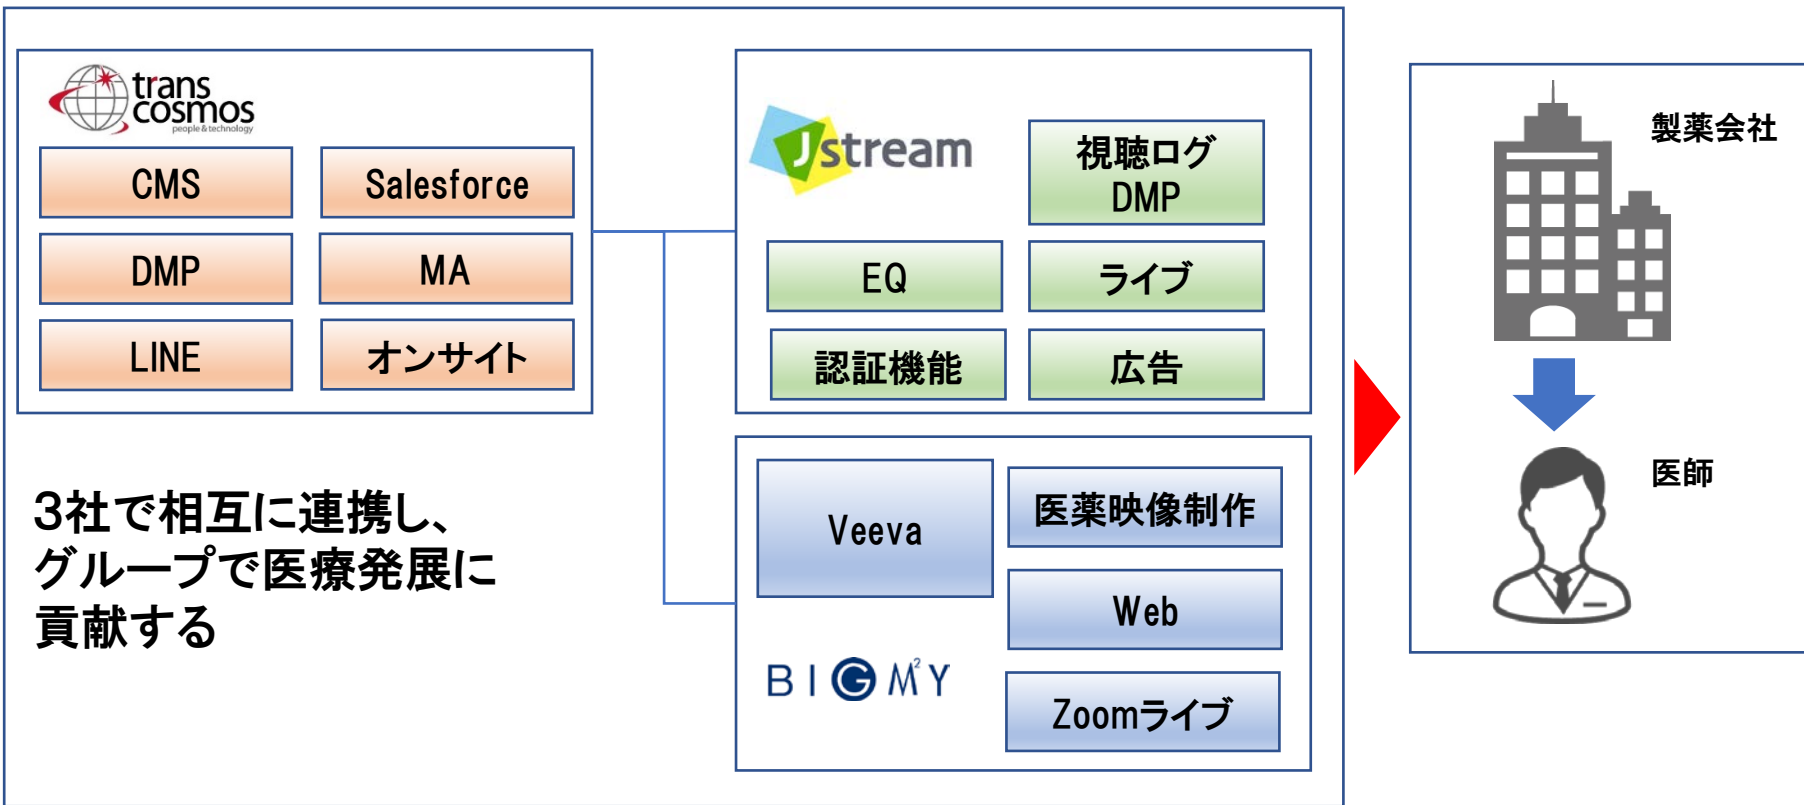 trans
cosmos
people & technology
CMS
Salesforce
DMP
MA
LINE
オンサイト
3社で相互に連携し、
グループで医療発展に
貢献する
Jstream
視聴ログ
DMP
EQ
ライブ
認証機能
広告
Veeva
医薬映像制作
Web
BIGM²Y
Zoomライブ
製薬会社
医師